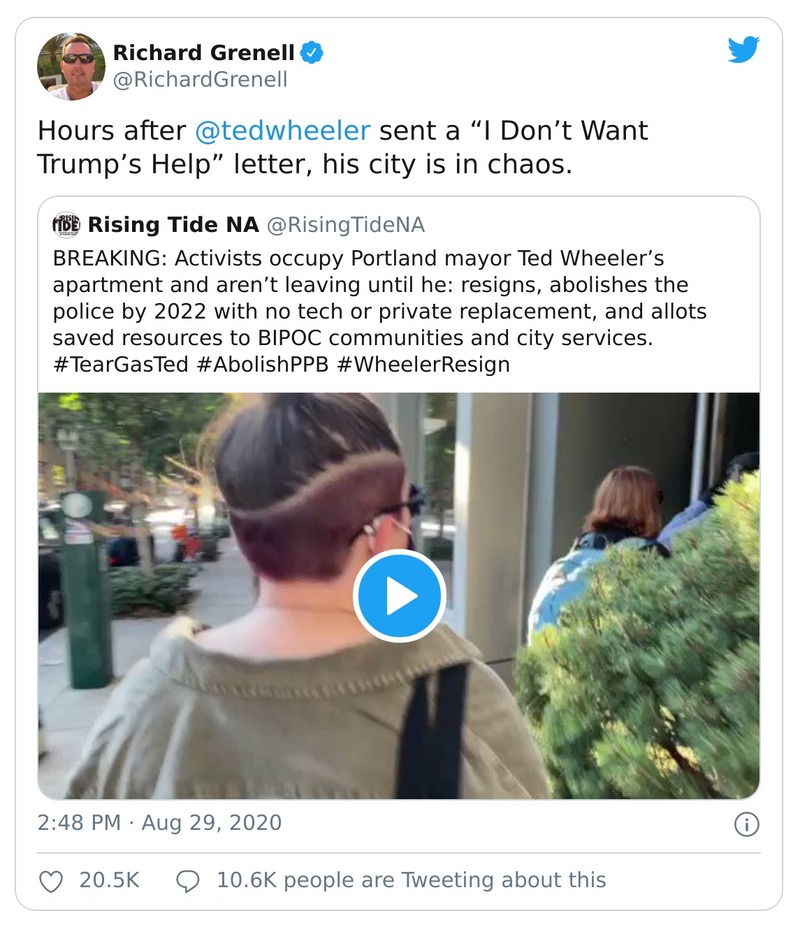 Richard Grenell
@RichardGrenell
Hours after @tedwheeler sent a “I Don’t Want
Trump’s Help” letter, his city is in chaos.
Rising Tide NA @RisingTideNA
BREAKING: Activists occupy Portland mayor Ted Wheeler’s
apartment and aren’t leaving until he: resigns, abolishes the
police by 2022 with no tech or private replacement, and allots
saved resources to BIPOC communities and city services.
#TearGasTed #AbolishPPB #WheelerResign
2:48 PM · Aug 29, 2020
20.5K 10.6K people are Tweeting about this